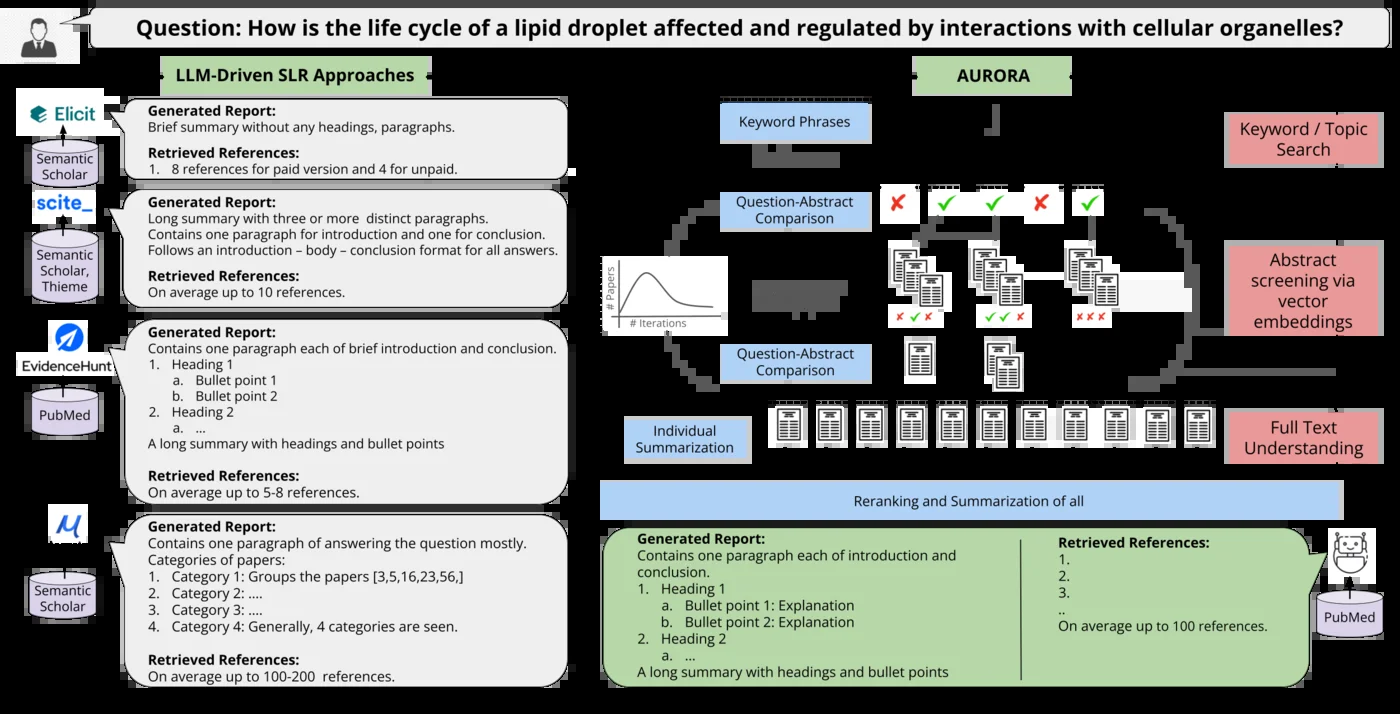 Question: How is the life cycle of a lipid droplet affected and regulated by interactions with cellular organelles?
LLM-Driven SLR Approaches
Elicit
Semantic
Scholar
Generated Report:
Brief summary without any headings, paragraphs.
Retrieved References:
1. 8 references for paid version and 4 for unpaid.
scite_
Semantic
Scholar,
Thieme
Generated Report:
Long summary with three or more distinct paragraphs.
Contains one paragraph for introduction and one for conclusion.
Follows an introduction – body – conclusion format for all answers.
Retrieved References:
On average up to 10 references.
EvidenceHunt
PubMed
Generated Report:
Contains one paragraph each of brief introduction and conclusion.
1. Heading 1
a. Bullet point 1
b. Bullet point 2
2. Heading 2
a. ...
A long summary with headings and bullet points
Retrieved References:
On average up to 5-8 references.
Semantic
Scholar
Generated Report:
Contains one paragraph of answering the question mostly.
Categories of papers:
1. Category 1: Groups the papers [3,5,16,23,56,]
2. Category 2: ....
3. Category 3: ....
4. Category 4: Generally, 4 categories are seen.
Retrieved References:
On average up to 100-200 references.
AURORA
Keyword Phrases
Keyword / Topic
Search
Question-Abstract
Comparison
# Papers
# Iterations
Abstract
screening via
vector
embeddings
Question-Abstract
Comparison
Individual
Summarization
Full Text
Understanding
Reranking and Summarization of all
Generated Report:
Contains one paragraph each of introduction and
conclusion.
1. Heading 1
a. Bullet point 1: Explanation
b. Bullet point 2: Explanation
2. Heading 2
a. ...
A long summary with headings and bullet points
Retrieved References:
1.
2.
3.
..
On average up to 100 references.
PubMed